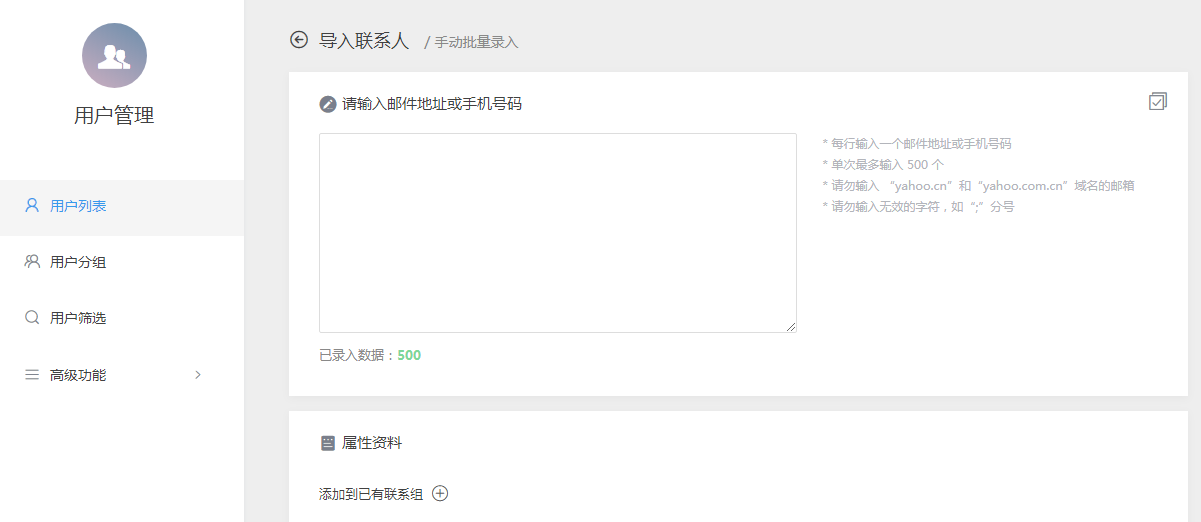 用户管理
用户列表
用户分组
用户筛选
高级功能
导入联系人 / 手动批量录入
请输入邮件地址或手机号码
* 每行输入一个邮件地址或手机号码
* 单次最多输入 500 个
* 请勿输入 “yahoo.cn” 和 “yahoo.com.cn” 域名的邮箱
* 请勿输入无效的字符，如 “;” 分号
已录入数据：500
属性资料
添加到已有联系组